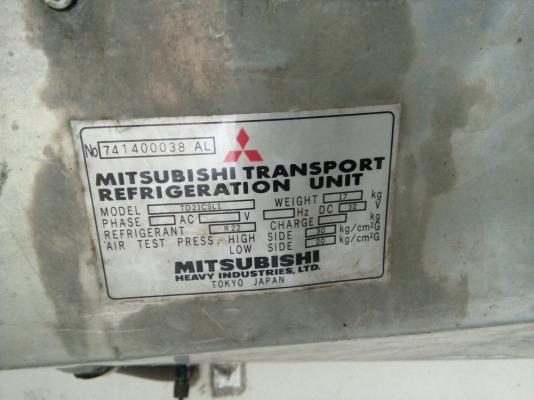 No 741400038 AL
MITSUBISHI TRANSPORT
REFRIGERATION UNIT
MODEL TD21CSL1 WEIGHT 17 kg
PHASE AC V Hz DC 12 V
REFRIGERANT R22 CHARGE kg
AIR TEST PRESS. HIGH SIDE 30 kg/cm²G
LOW SIDE 20 kg/cm²G
MITSUBISHI
HEAVY INDUSTRIES, LTD.
TOKYO JAPAN